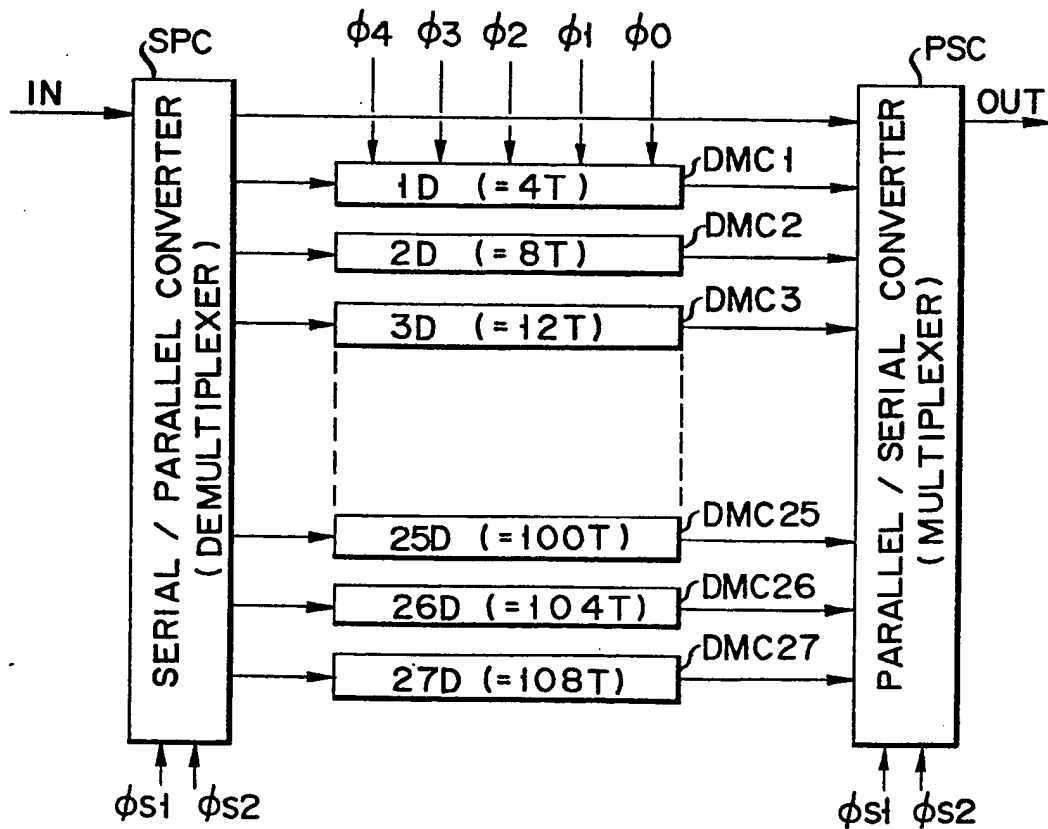 SPC
ϕ4 ϕ3 ϕ2 ϕ1 ϕ0
PSC
IN
OUT
SERIAL / PARALLEL CONVERTER
(DEMULTIPLEXER)
1D (=4T)
DMC1
2D (=8T)
DMC2
3D (=12T)
DMC3
25D (=100T)
DMC25
26D (=104T)
DMC26
27D (=108T)
DMC27
PARALLEL / SERIAL CONVERTER
(MULTIPLEXER)
ϕS1 ϕS2
ϕS1 ϕS2